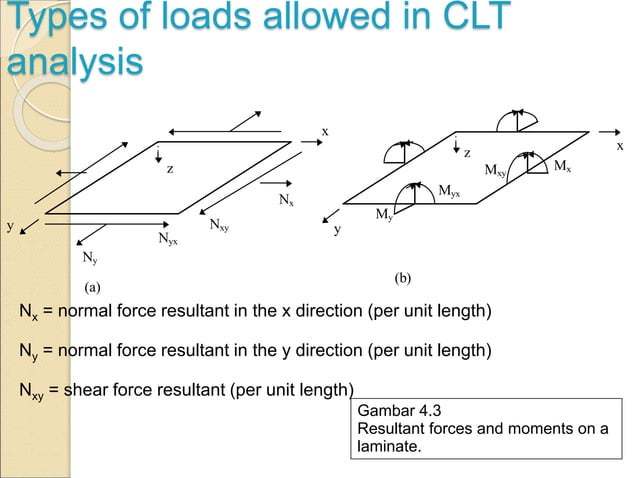 Types of loads allowed in CLT
analysis
x
z
Nx
Nxy
Nyx
y
Ny
(a)
x
z
Mxy
Mx
Myx
My
y
(b)
Nx = normal force resultant in the x direction (per unit length)
Ny = normal force resultant in the y direction (per unit length)
Nxy = shear force resultant (per unit length)
Gambar 4.3
Resultant forces and moments on a
laminate.